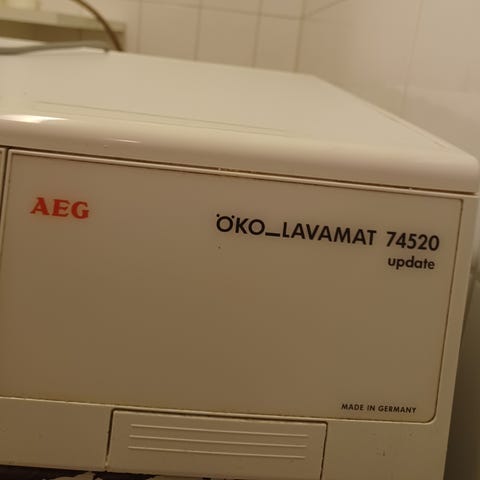 AEG
ÖKO_LAVAMAT 74520
update
MADE IN GERMANY